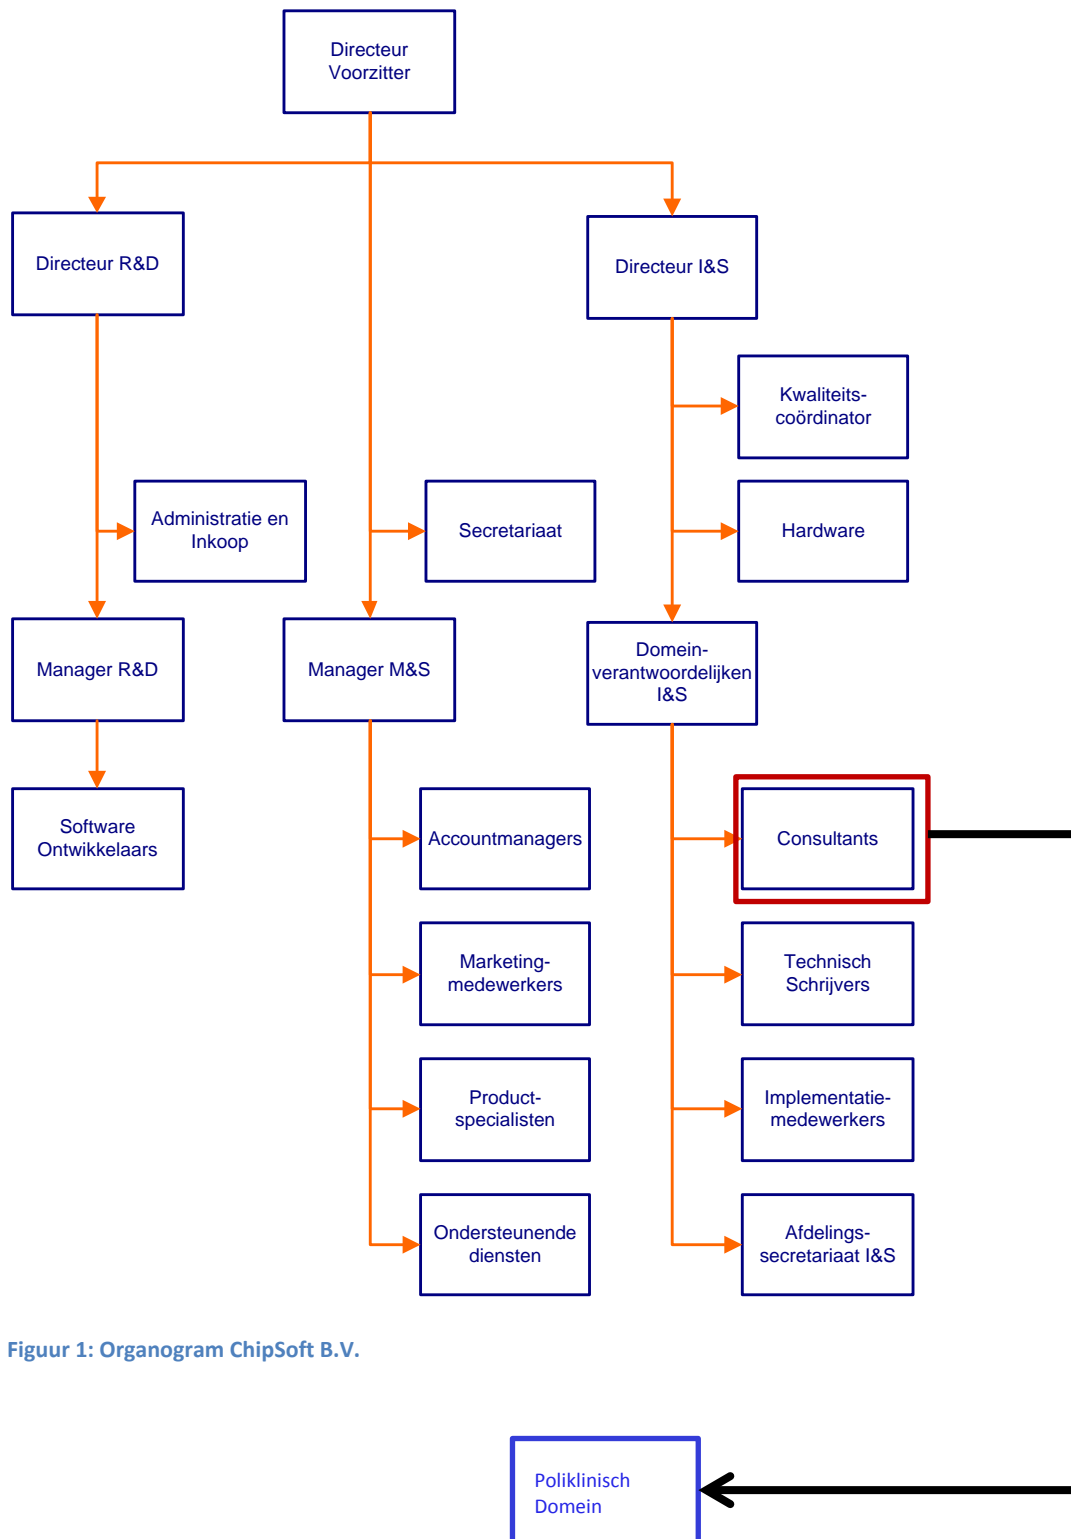 Directeur
Voorzitter
Directeur R&D
Directeur I&S
Kwaliteits-
coördinator
Administratie en
Inkoop
Secretariaat
Hardware
Manager R&D
Manager M&S
Domein-
verantwoordelijken
I&S
Software
Ontwikkelaars
Accountmanagers
Consultants
Marketing-
medewerkers
Technisch
Schrijvers
Product-
specialisten
Implementatie-
medewerkers
Ondersteunende
diensten
Afdelings-
secretariaat I&S
Figuur 1: Organogram ChipSoft B.V.
Poliklinisch
Domein